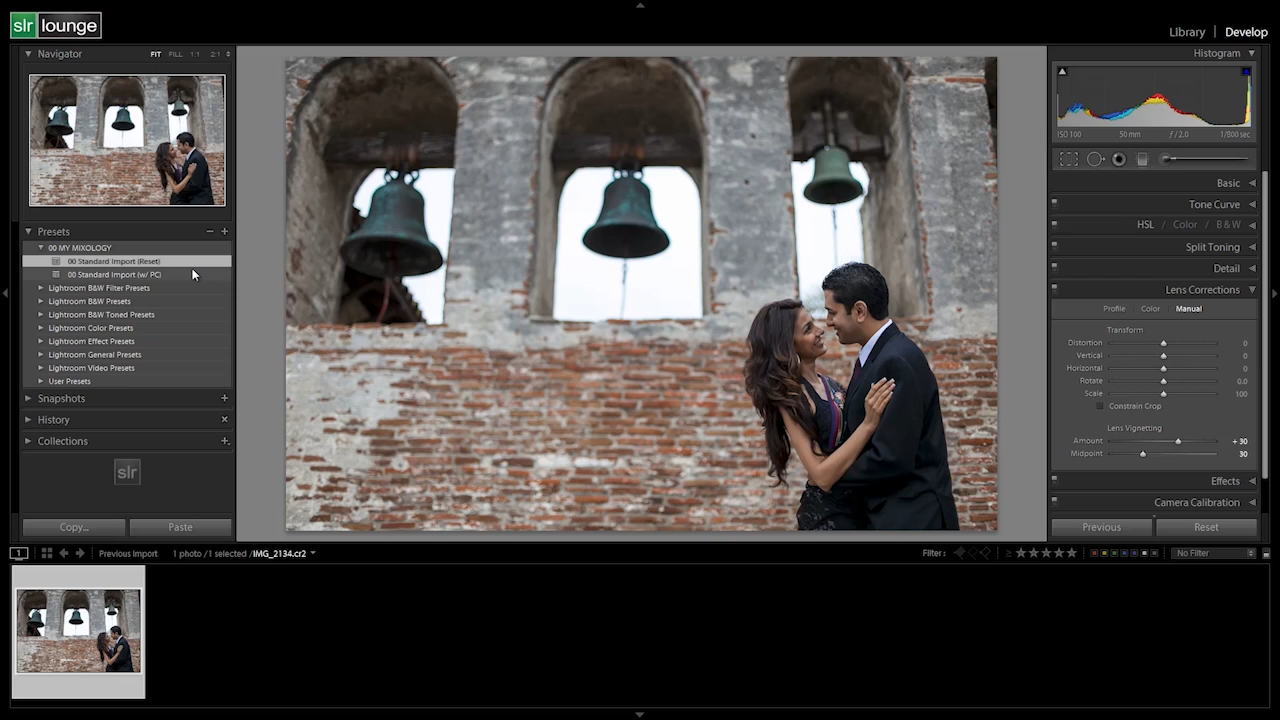 slr lounge
Library | Develop
Navigator FIT FILL 1:1 2:1
Histogram
ISO 100 50 mm ƒ / 2.0 1/800 sec
Basic
Tone Curve
HSL / Color / B & W
Split Toning
Detail
Lens Corrections
Profile Color Manual
Transform
Distortion 0
Vertical 0
Horizontal 0
Rotate 0.0
Scale 100
Constrain Crop
Lens Vignetting
Amount + 30
Midpoint 30
Effects
Camera Calibration
Previous Reset
Presets
00 MY MIXOLOGY
00 Standard Import (Reset)
00 Standard Import (w/ PC)
Lightroom B&W Filter Presets
Lightroom B&W Presets
Lightroom B&W Toned Presets
Lightroom Color Presets
Lightroom Effect Presets
Lightroom General Presets
Lightroom Video Presets
User Presets
Snapshots
History
Collections
slr
Copy... Paste
1 Previous Import 1 photo / 1 selected / IMG_2134.cr2 Filter : No Filter